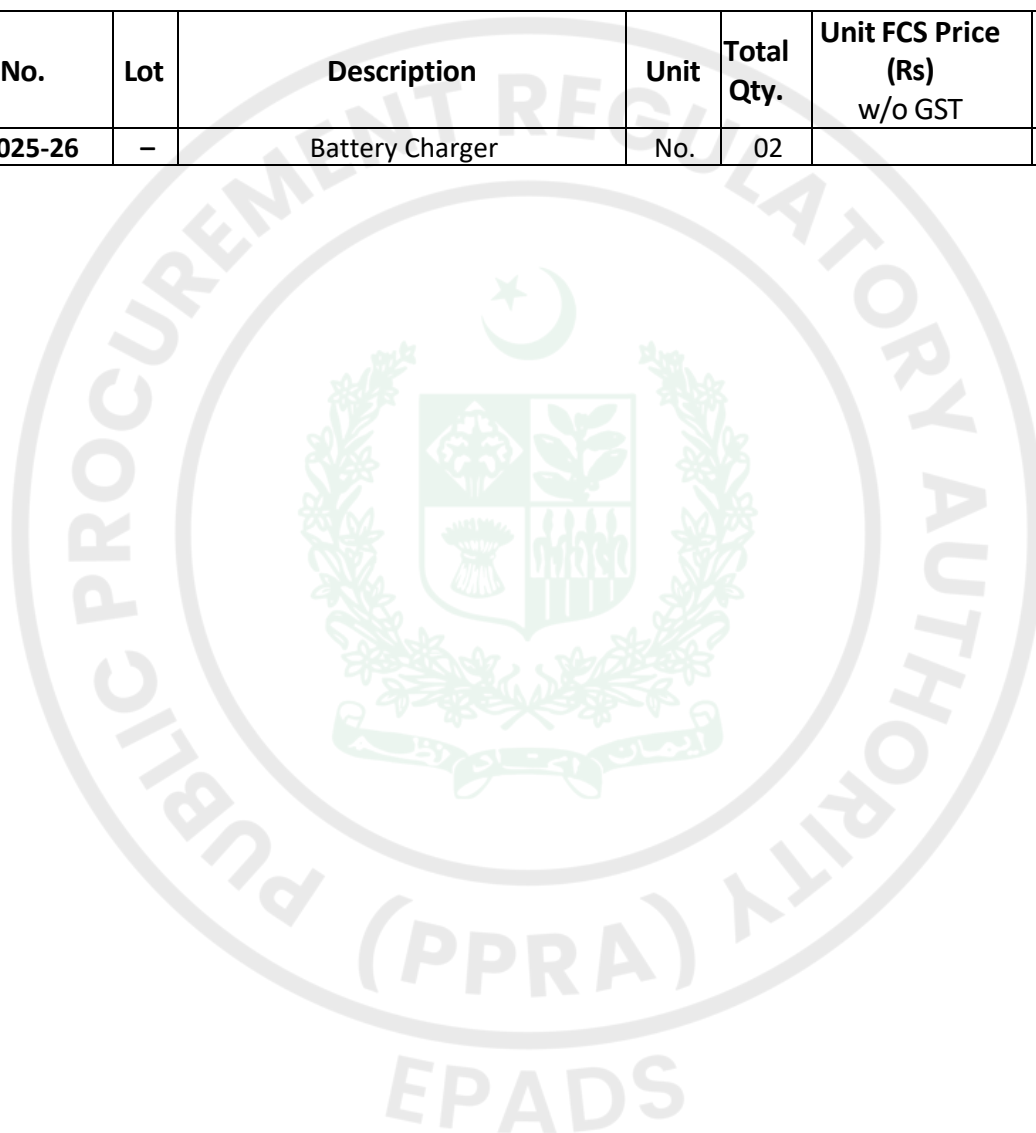 No. Lot Description Unit Total Qty. Unit FCS Price (Rs) w/o GST
025-26 – Battery Charger No. 02
PUBLIC PROCUREMENT REGULATORY AUTHORITY
(PPRA)
EPADS